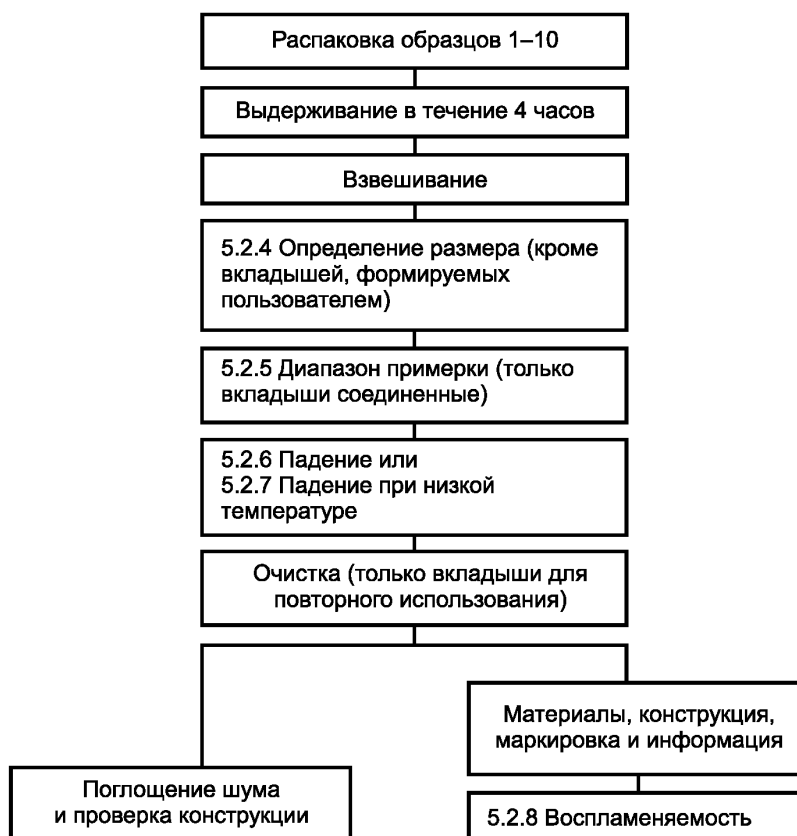 Распаковка образцов 1–10
Выдерживание в течение 4 часов
Взвешивание
5.2.4 Определение размера (кроме
вкладышей, формируемых
пользователем)
5.2.5 Диапазон примерки (только
вкладыши соединенные)
5.2.6 Падение или
5.2.7 Падение при низкой
температуре
Очистка (только вкладыши для
повторного использования)
Материалы, конструкция,
маркировка и информация
Поглощение шума
и проверка конструкции
5.2.8 Воспламеняемость